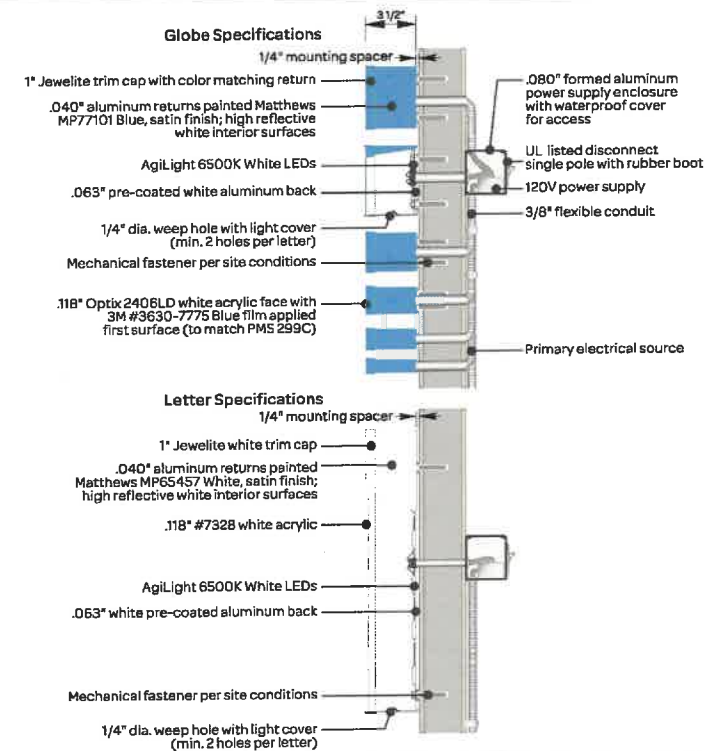 3 1/2"
Globe Specifications
1/4" mounting spacer
1" Jewelite trim cap with color matching return
.040" aluminum returns painted Matthews
MP77101 Blue, satin finish; high reflective
white interior surfaces
AgiLight 6500K White LEDs
.063" pre-coated white aluminum back
1/4" dia. weep hole with light cover
(min. 2 holes per letter)
Mechanical fastener per site conditions
.118" Optix 2406LD white acrylic face with
3M #3630-7775 Blue film applied
first surface (to match PMS 299C)
.080" formed aluminum
power supply enclosure
with waterproof cover
for access
UL listed disconnect
single pole with rubber boot
120V power supply
3/8" flexible conduit
Primary electrical source
Letter Specifications
1/4" mounting spacer
1" Jewelite white trim cap
.040" aluminum returns painted
Matthews MP65457 White, satin finish;
high reflective white interior surfaces
.118" #7328 white acrylic
AgiLight 6500K White LEDs
.063" white pre-coated aluminum back
Mechanical fastener per site conditions
1/4" dia. weep hole with light cover
(min. 2 holes per letter)